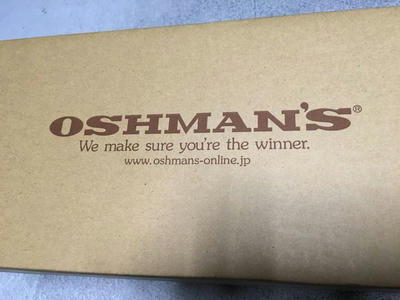 OSHMAN'S®
We make sure you're the winner.
www.oshmans-online.jp